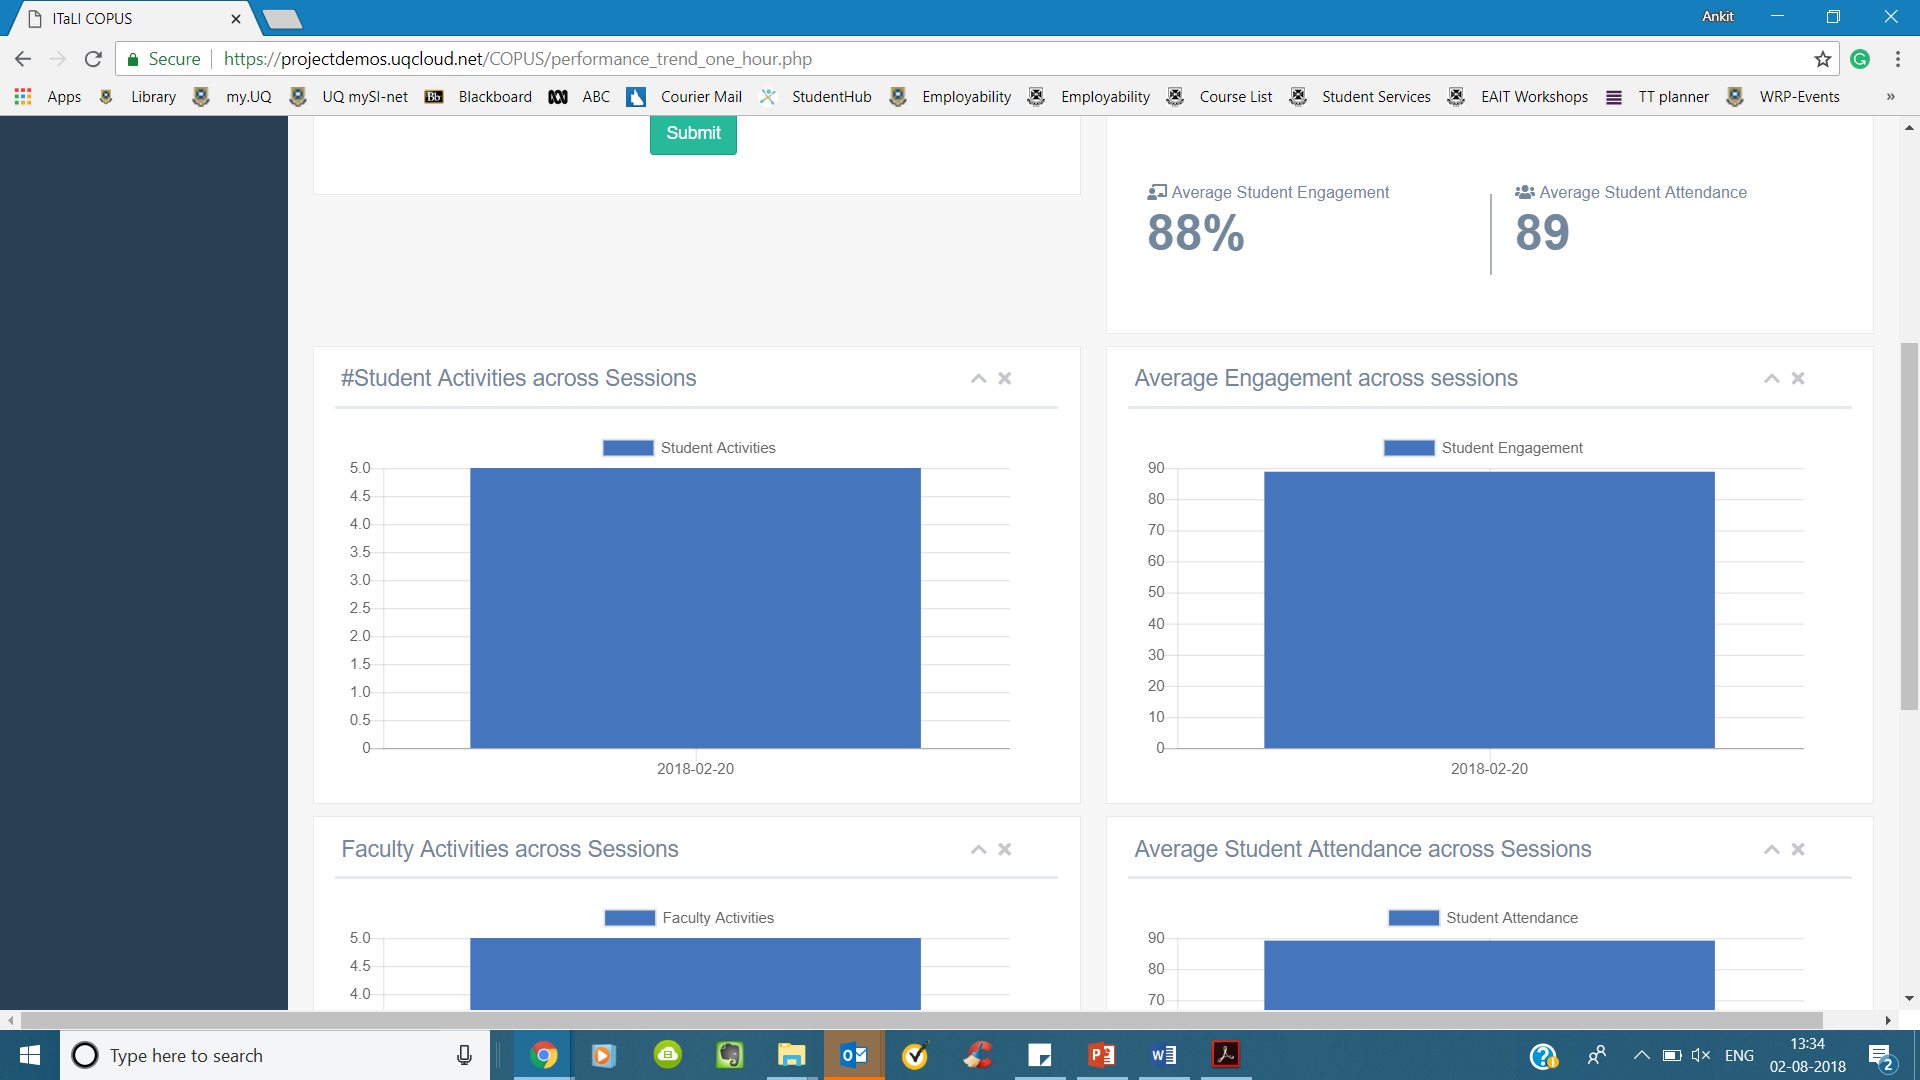 ITaLI COPUS
Ankit
Secure
https://projectdemos.uqcloud.net/COPUS/performance_trend_one_hour.php
Apps Library my.UQ UQ mySI-net Bb Blackboard ABC Courier Mail StudentHub Employability Employability Course List Student Services EAIT Workshops TT planner WRP-Events »
Submit
Average Student Engagement
88%
Average Student Attendance
89
#Student Activities across Sessions
Student Activities
5.0
4.5
4.0
3.5
3.0
2.5
2.0
1.5
1.0
0.5
0
2018-02-20
Average Engagement across sessions
Student Engagement
90
80
70
60
50
40
30
20
10
0
2018-02-20
Faculty Activities across Sessions
Faculty Activities
5.0
4.5
4.0
Average Student Attendance across Sessions
Student Attendance
90
80
70
Type here to search
ENG
13:34
02-08-2018
2